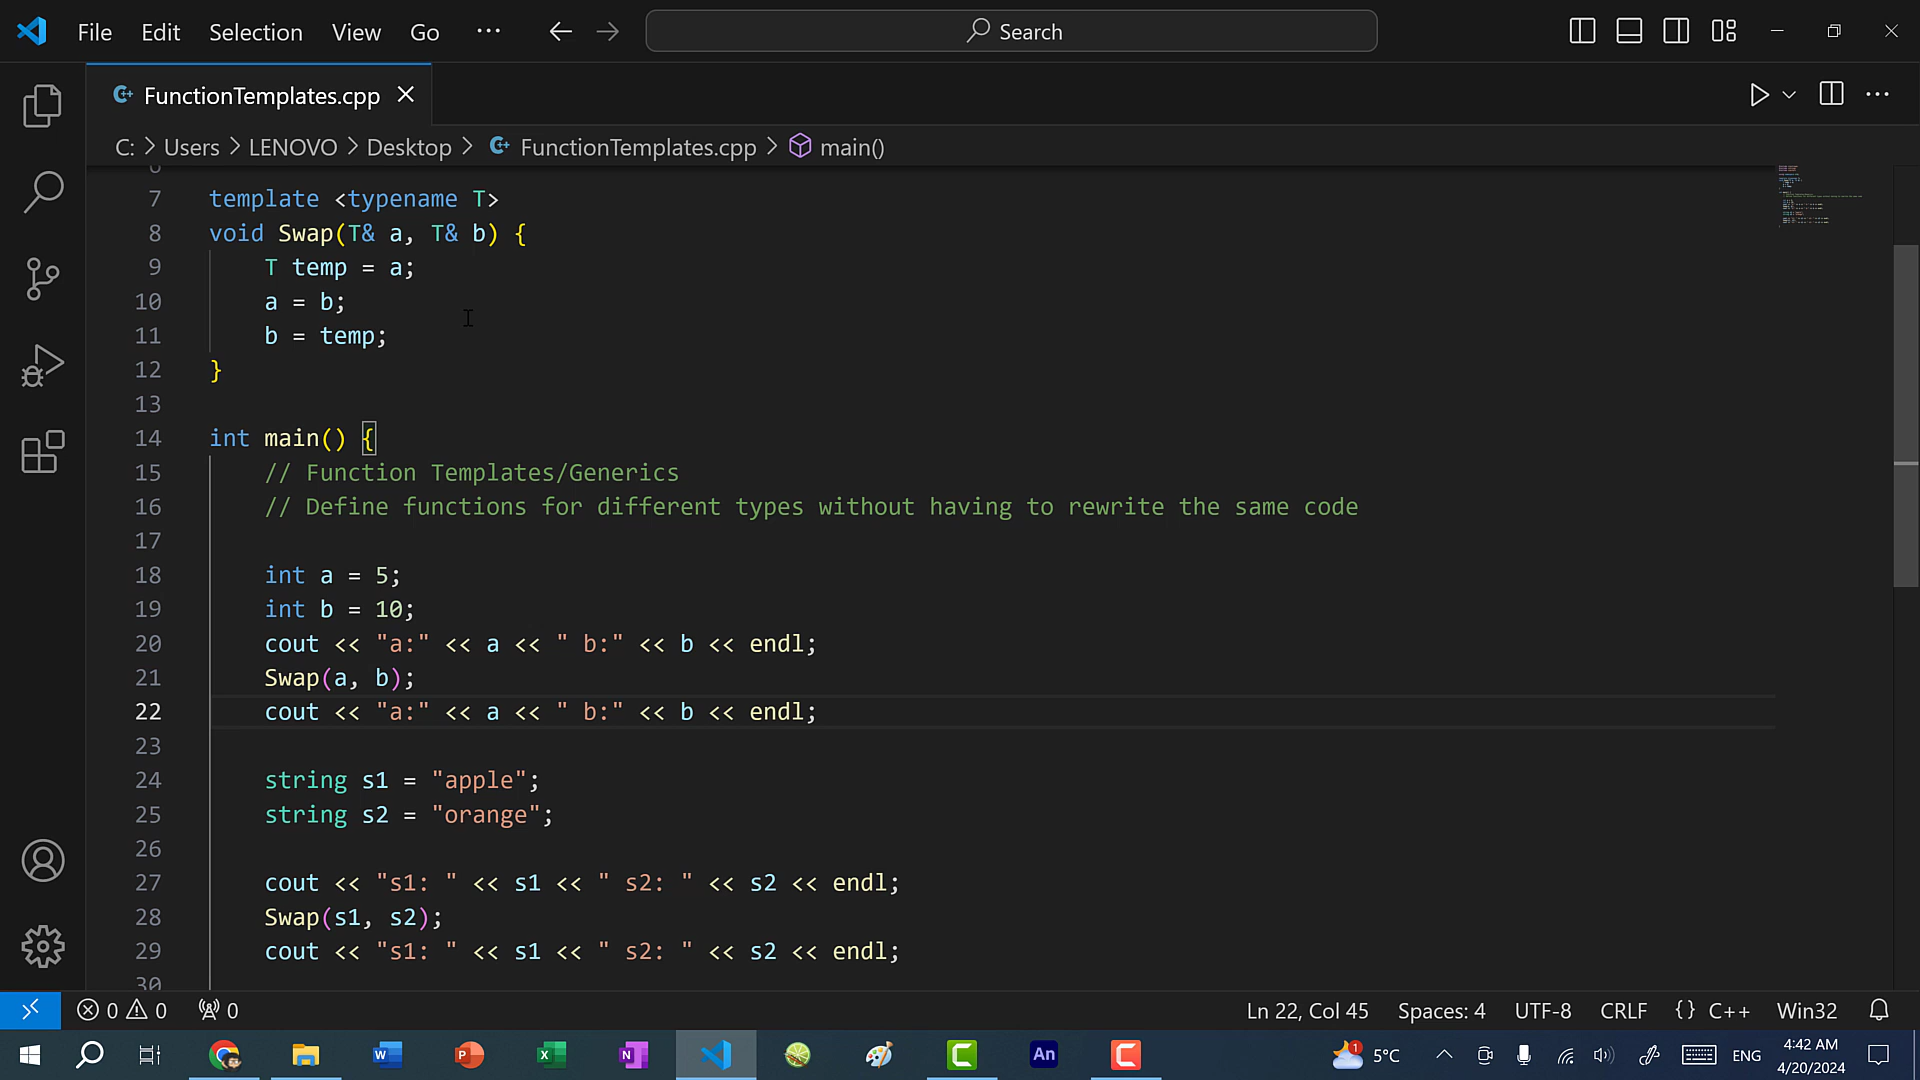 File Edit Selection View Go ··· Search
FunctionTemplates.cpp
C: > Users > LENOVO > Desktop > FunctionTemplates.cpp > main()
6
7 template <typename T>
8 void Swap(T& a, T& b) {
9 T temp = a;
10 a = b;
11 b = temp;
12 }
13
14 int main() {
15 // Function Templates/Generics
16 // Define functions for different types without having to rewrite the same code
17
18 int a = 5;
19 int b = 10;
20 cout << "a:" << a << " b:" << b << endl;
21 Swap(a, b);
22 cout << "a:" << a << " b:" << b << endl;
23
24 string s1 = "apple";
25 string s2 = "orange";
26
27 cout << "s1: " << s1 << " s2: " << s2 << endl;
28 Swap(s1, s2);
29 cout << "s1: " << s1 << " s2: " << s2 << endl;
30
0 0 0 Ln 22, Col 45 Spaces: 4 UTF-8 CRLF {} C++ Win32
W P X N An 1 5°C ENG 4:42 AM
4/20/2024